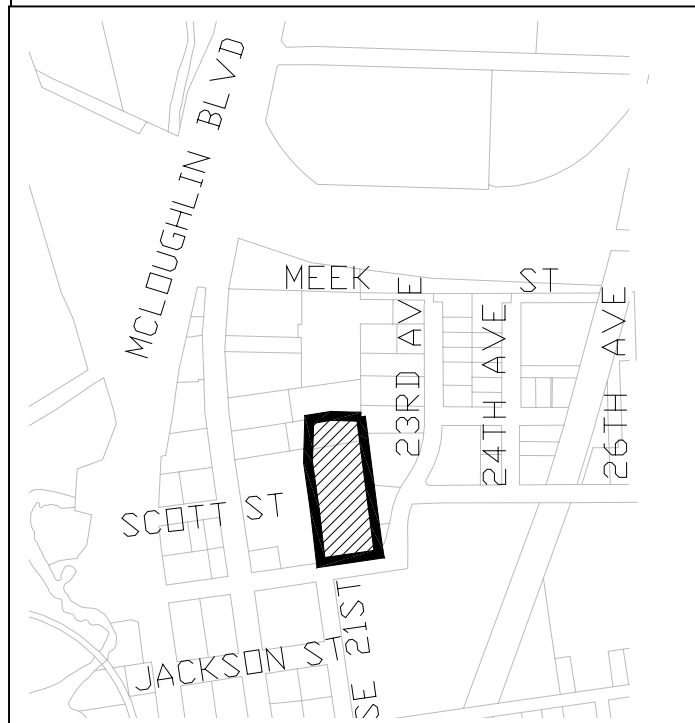 MCLOUGHLIN BLVD
MEEK ST
23RD AVE
24TH AVE
26TH AVE
SCOTT ST
JACKSON ST
SE 21ST